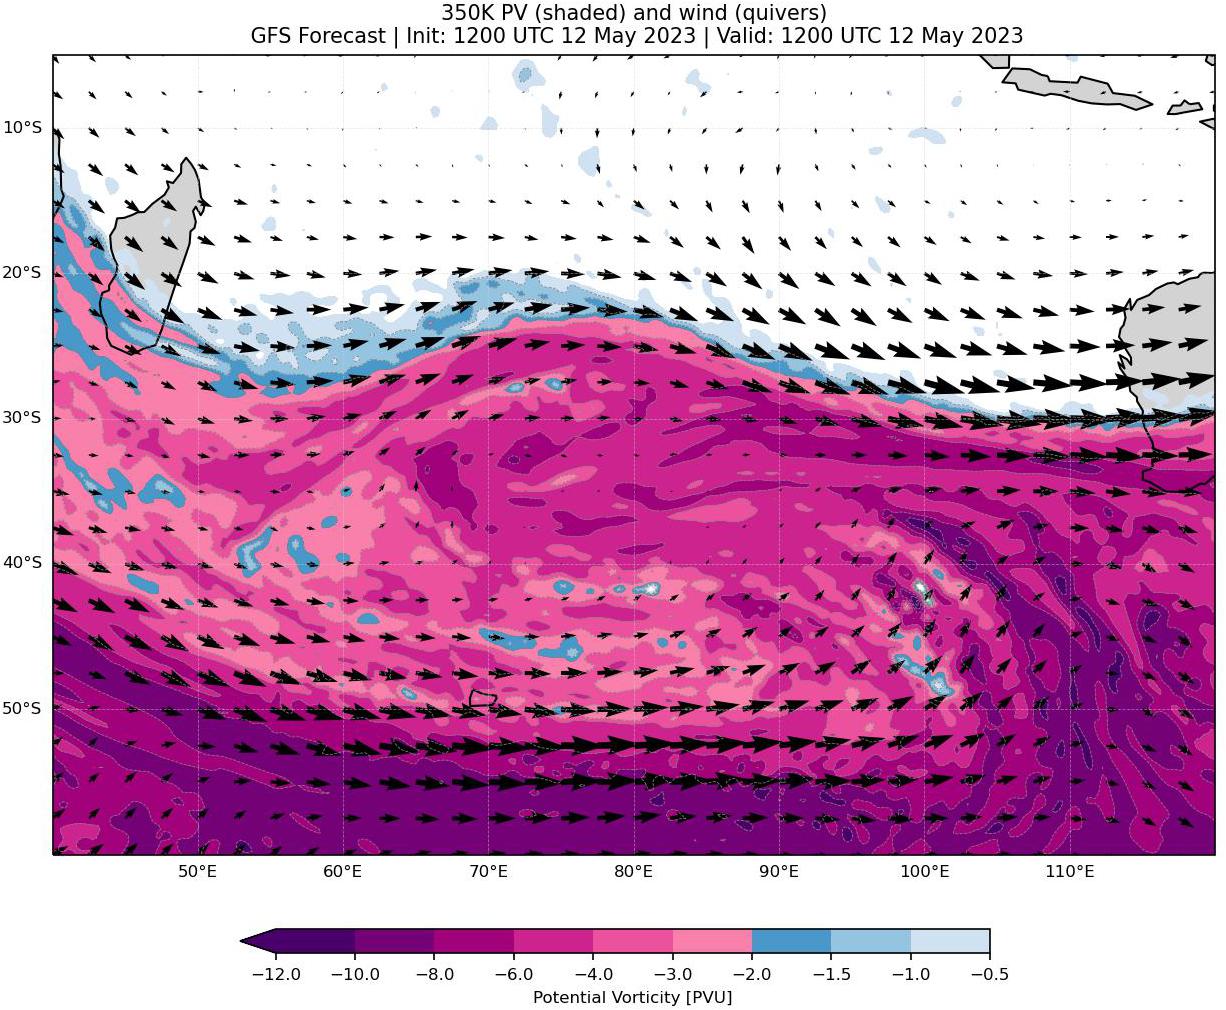 350K PV (shaded) and wind (quivers)
GFS Forecast | Init: 1200 UTC 12 May 2023 | Valid: 1200 UTC 12 May 2023
10°S
20°S
30°S
40°S
50°S
50°E 60°E 70°E 80°E 90°E 100°E 110°E
−12.0 −10.0 −8.0 −6.0 −4.0 −3.0 −2.0 −1.5 −1.0 −0.5
Potential Vorticity [PVU]